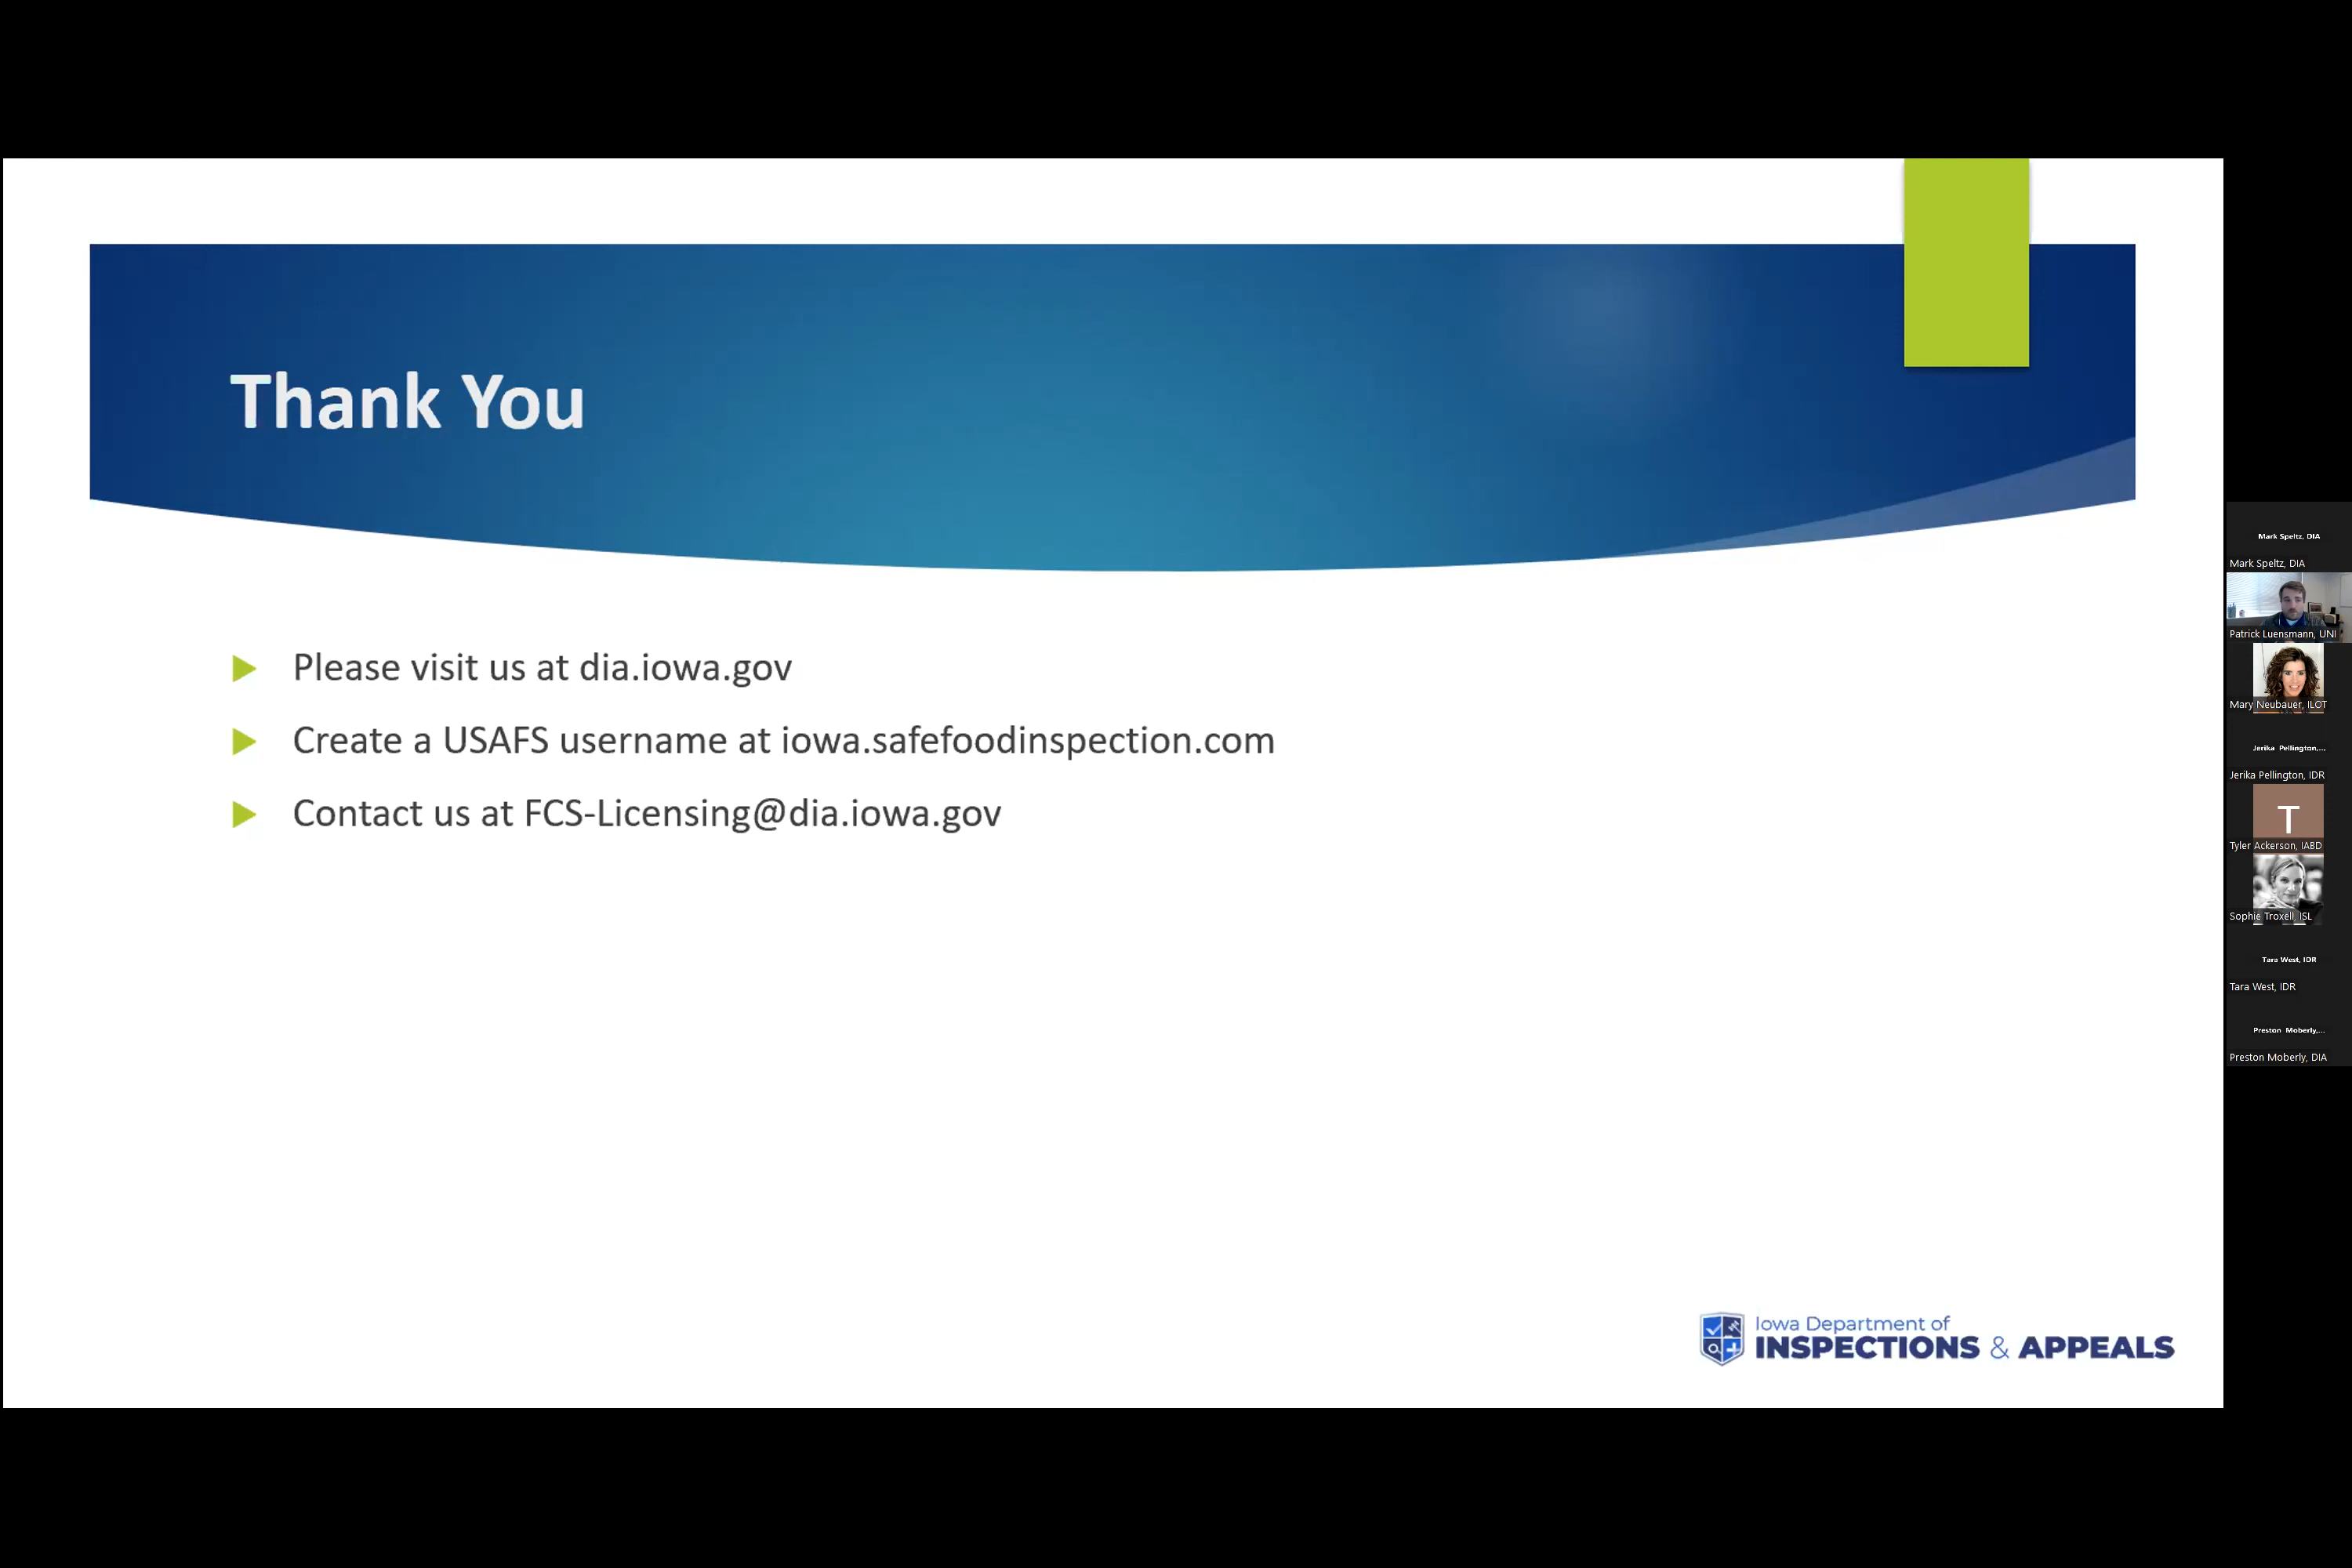 Thank You
Please visit us at dia.iowa.gov
Create a USAFS username at iowa.safefoodinspection.com
Contact us at FCS-Licensing@dia.iowa.gov
Iowa Department of
INSPECTIONS & APPEALS
Mark Speltz, DIA
Mark Speltz, DIA
Patrick Luensmann, UNI
Mary Neubauer, ILOT
Jerika Pellington,...
Jerika Pellington, IDR
T
Tyler Ackerson, IABD
Sophie Troxell, ISL
Tara West, IDR
Tara West, IDR
Preston Moberly,...
Preston Moberly, DIA